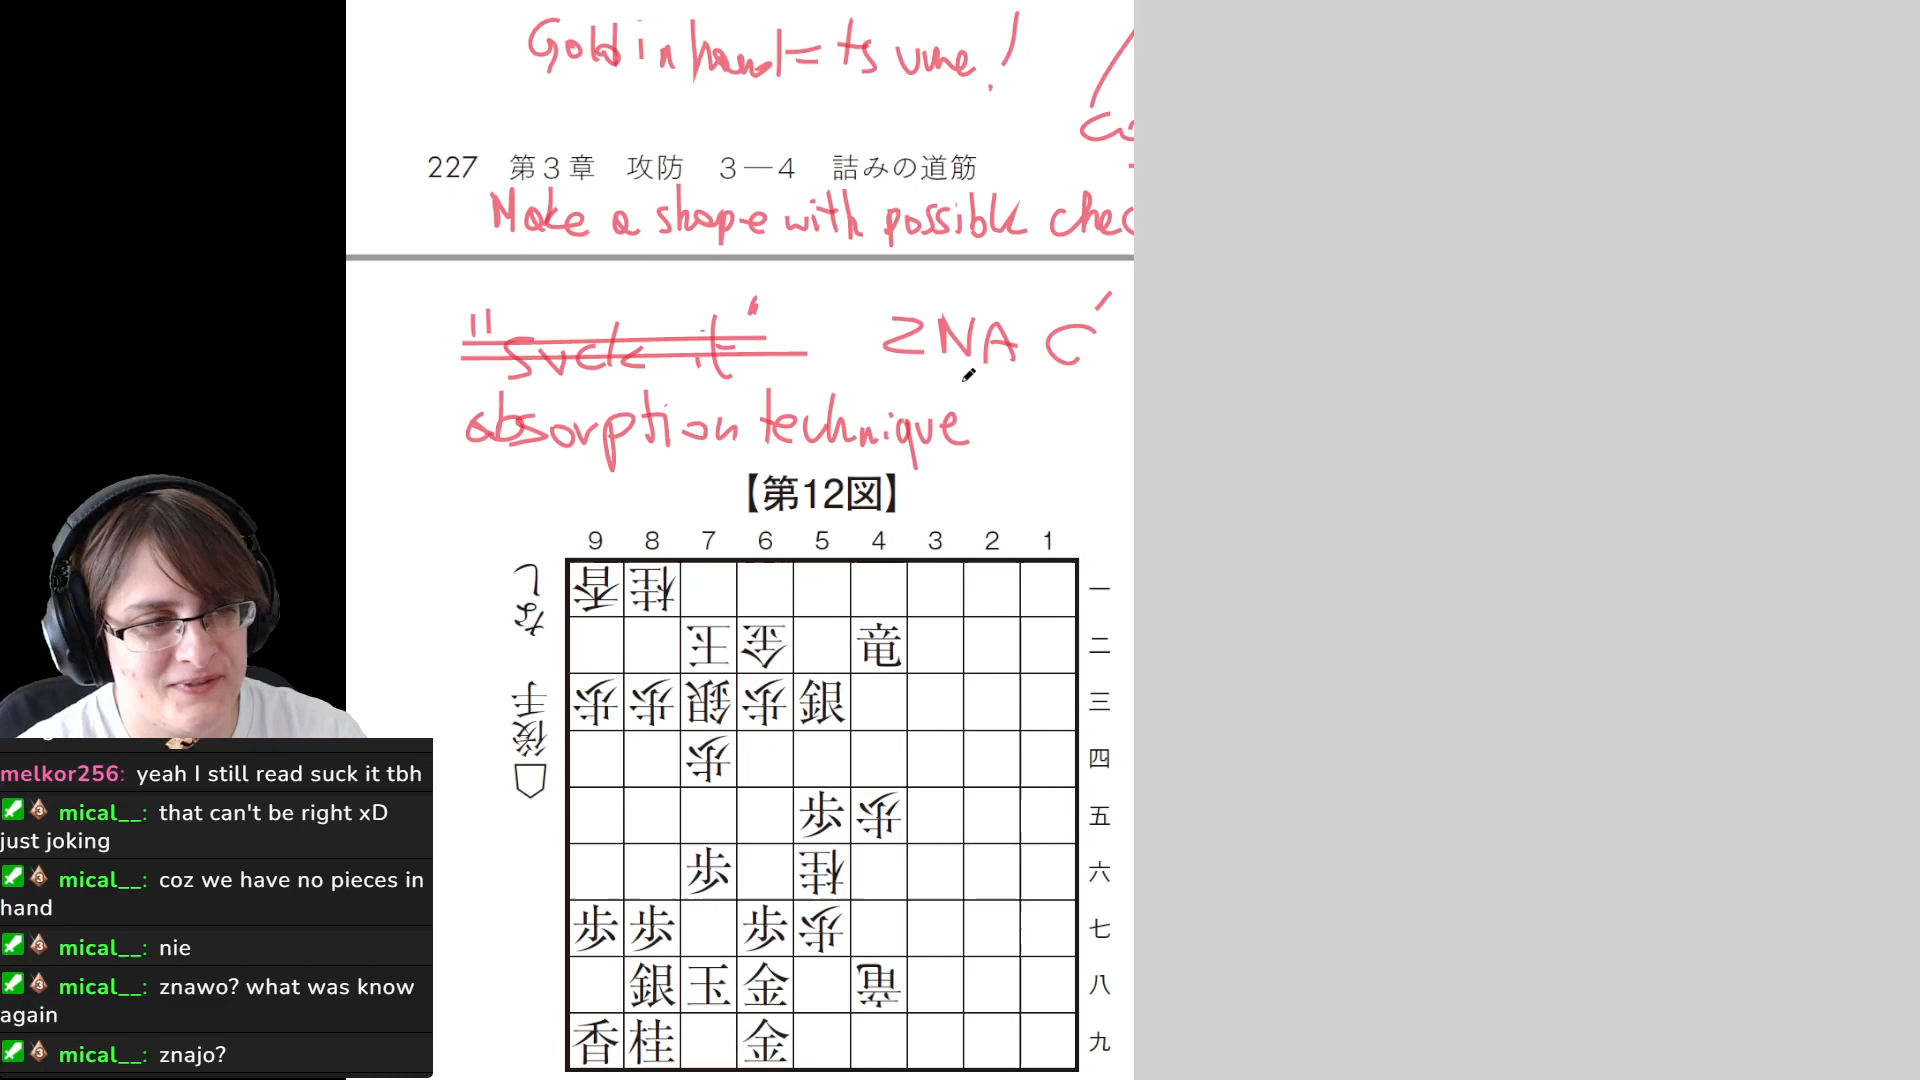 Gold in hand = tsume!
227 第３章 攻防 ３―４ 詰みの道筋
Make a shape with possible chec
"suck it" ZNAĆ
absorption technique
【第12図】
9 8 7 6 5 4 3 2 1
香 桂 一
王 金 竜 二
歩 歩 銀 歩 銀 三
歩 四
歩 歩 五
歩 桂 六
歩 歩 歩 歩 七
銀 玉 金 竜 八
香 桂 金 九
☖後手 なし
melkor256: yeah I still read suck it tbh
mical__: that can't be right xD
just joking
mical__: coz we have no pieces in
hand
mical__: nie
mical__: znawo? what was know
again
mical__: znajo?